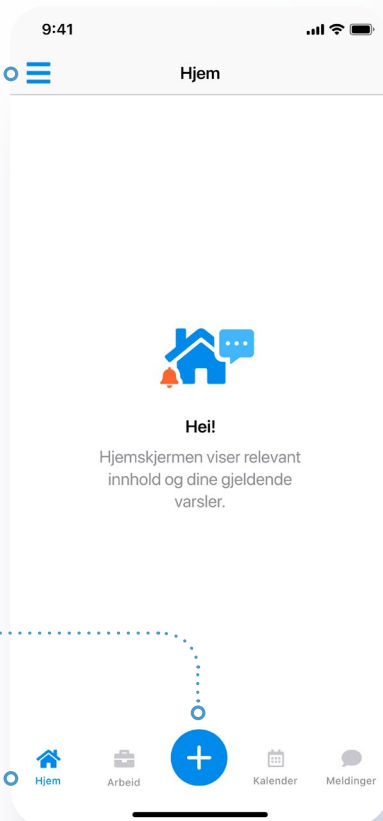 9:41
Hjem
Hei!
Hjemskjermen viser relevant
innhold og dine gjeldende
varsler.
Hjem
Arbeid
Kalender
Meldinger